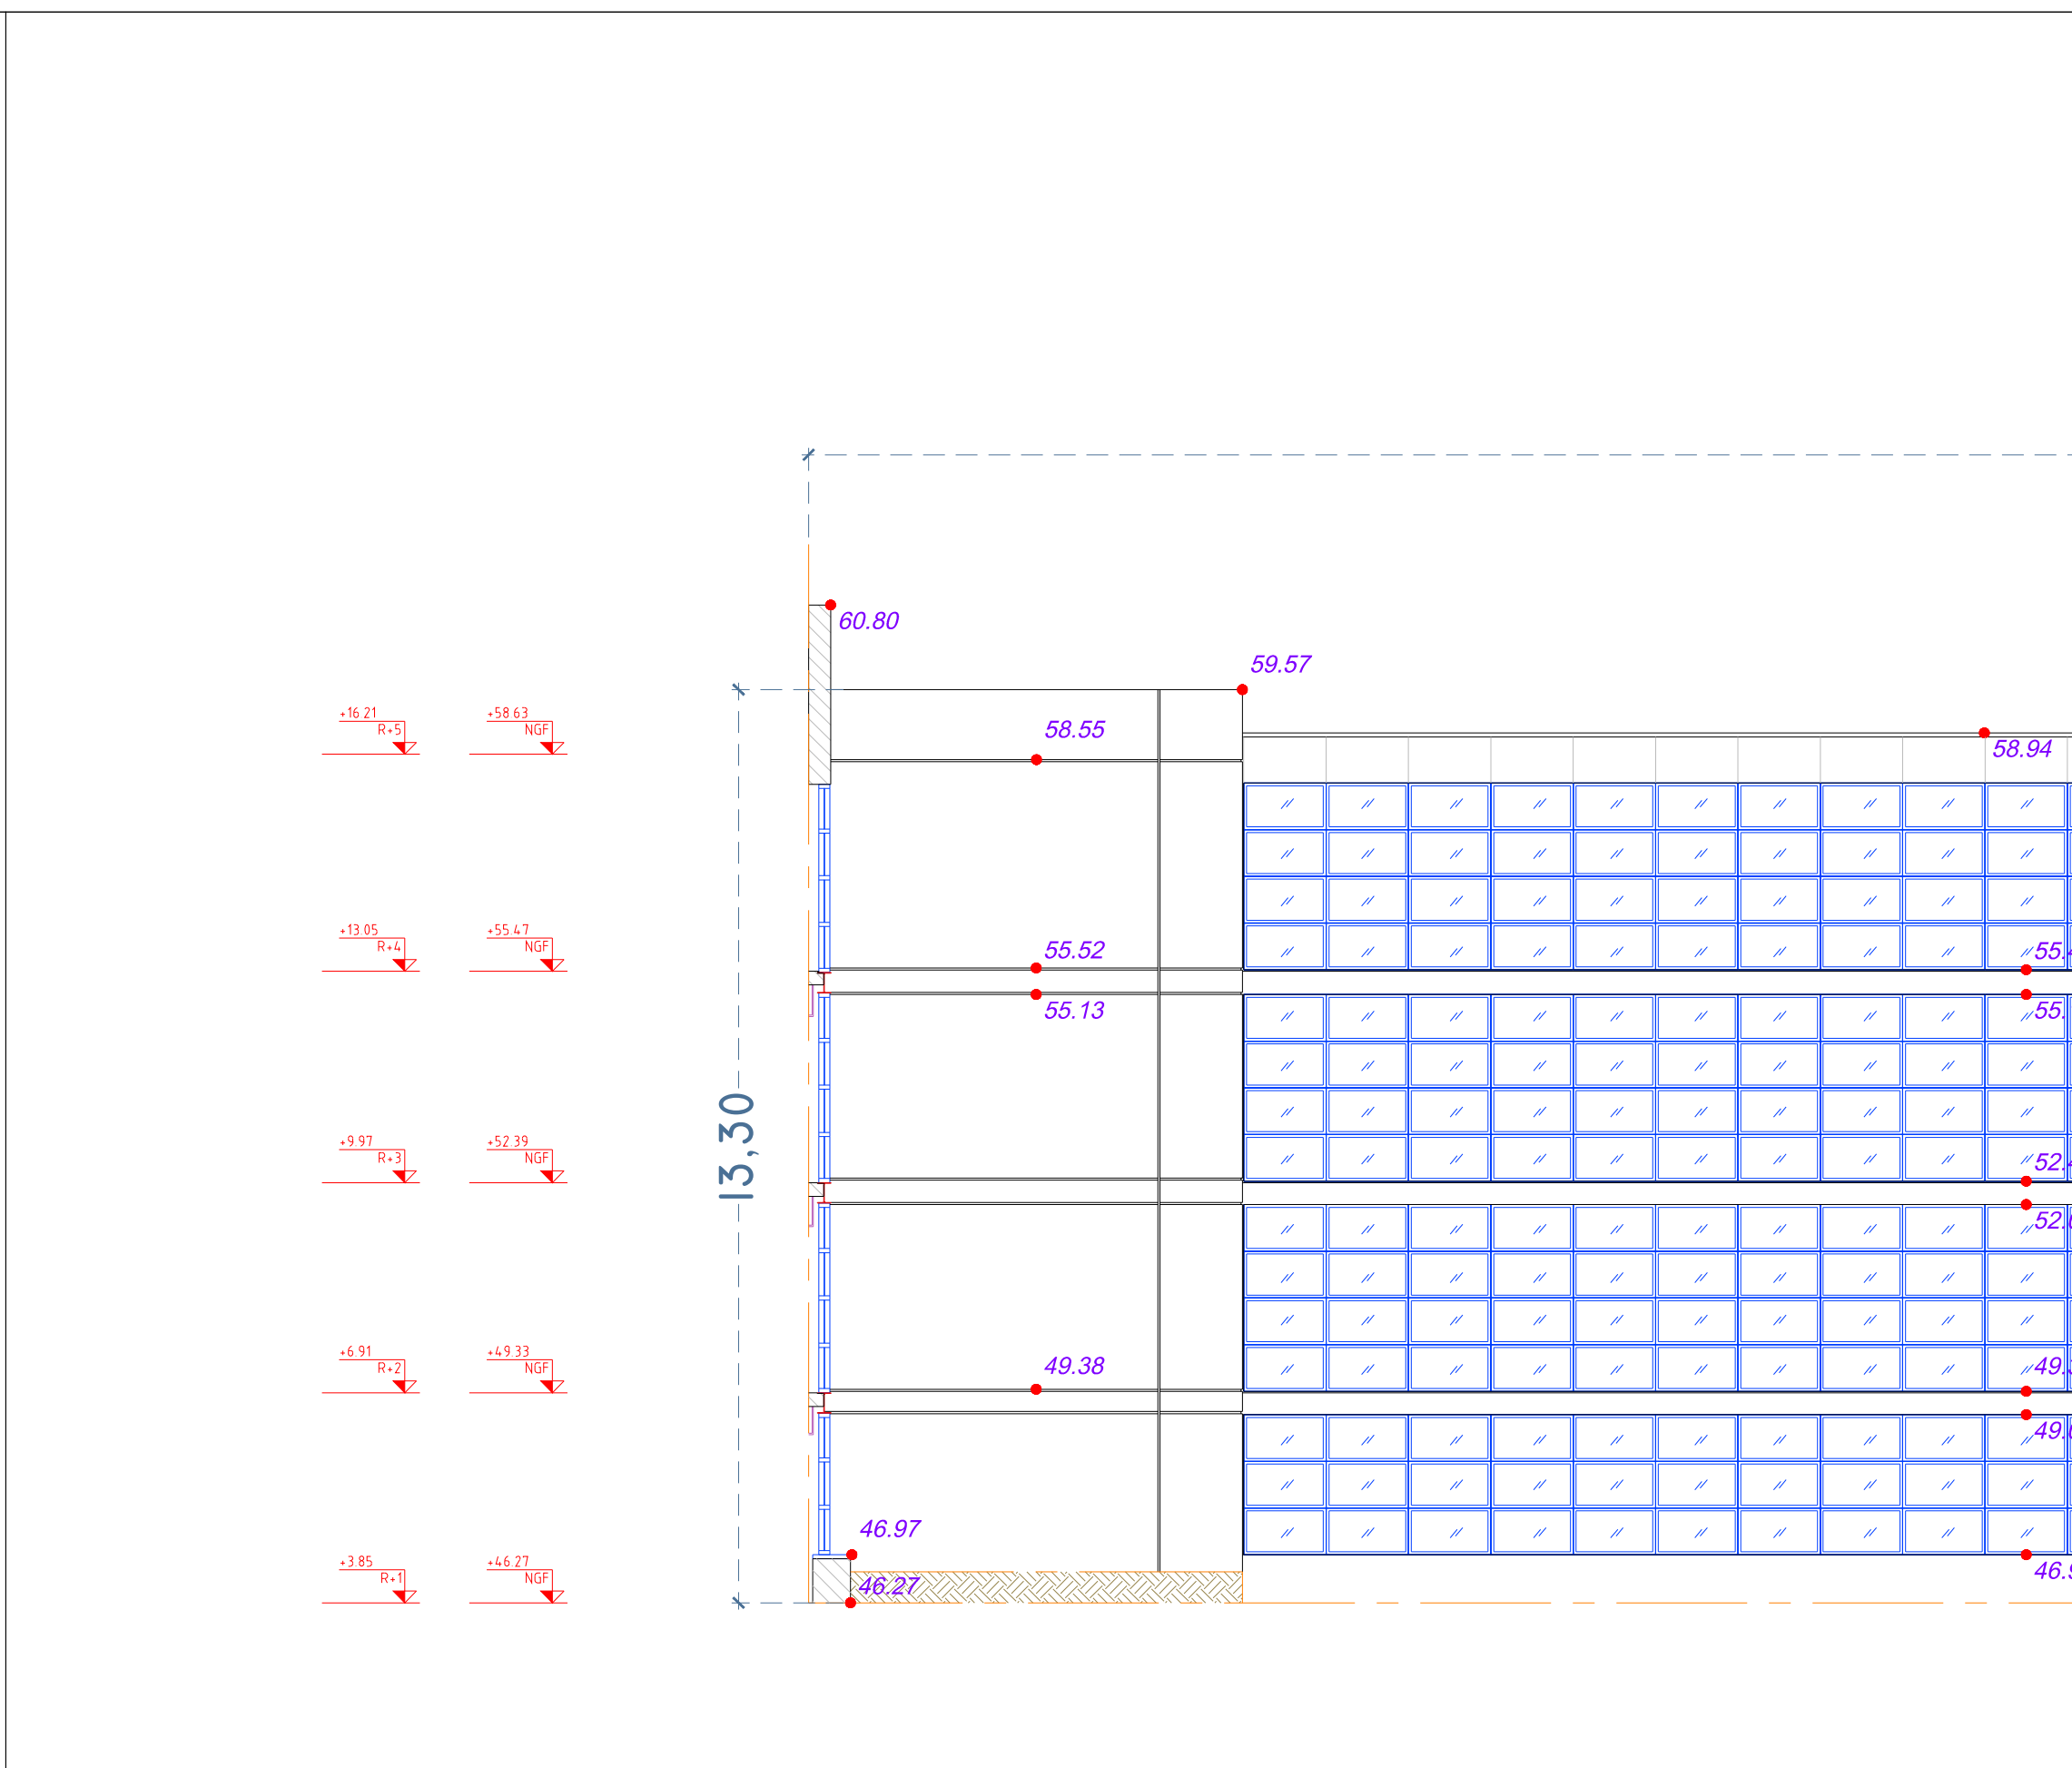 60.80
59.57
+16.21
R+5
+58.63
NGF
58.55
58.94
+13.05
R+4
+55.47
NGF
55.52
55.13
13,30
+9.97
R+3
+52.39
NGF
+6.91
R+2
+49.33
NGF
49.38
46.97
+3.85
R+1
+46.27
NGF
46.27